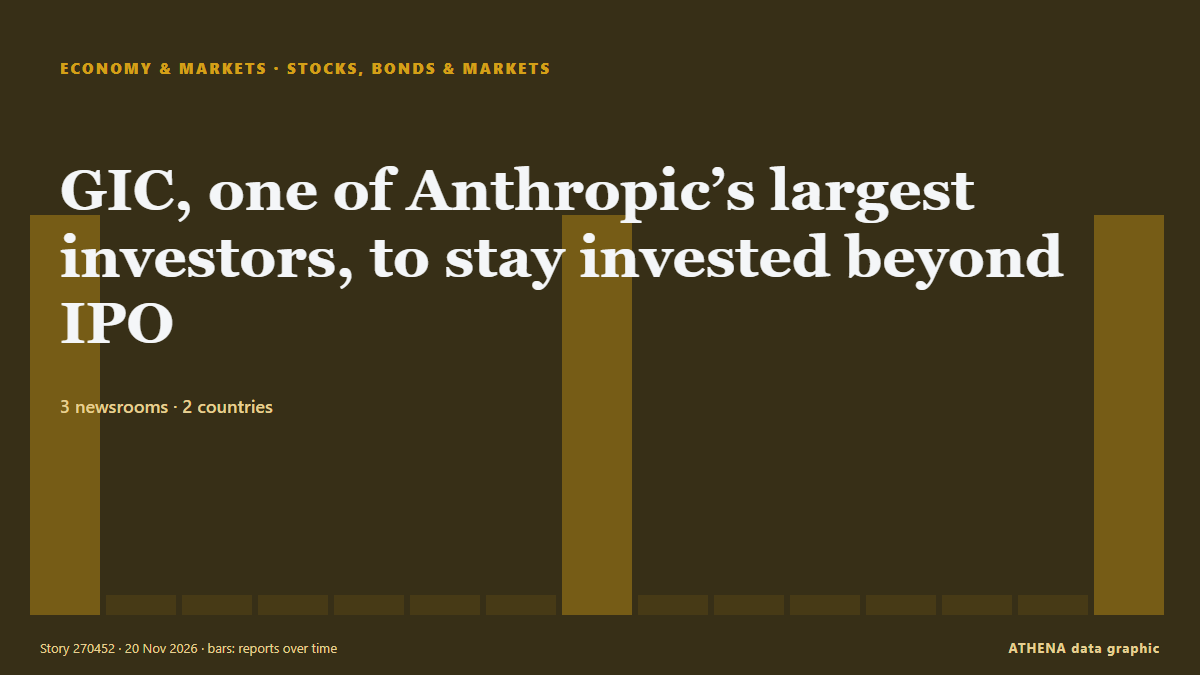 ECONOMY & MARKETS · STOCKS, BONDS & MARKETS
GIC, one of Anthropic’s largest
investors, to stay invested beyond
IPO
3 newsrooms · 2 countries
Story 270452 · 20 Nov 2026 · bars: reports over time
ATHENA data graphic